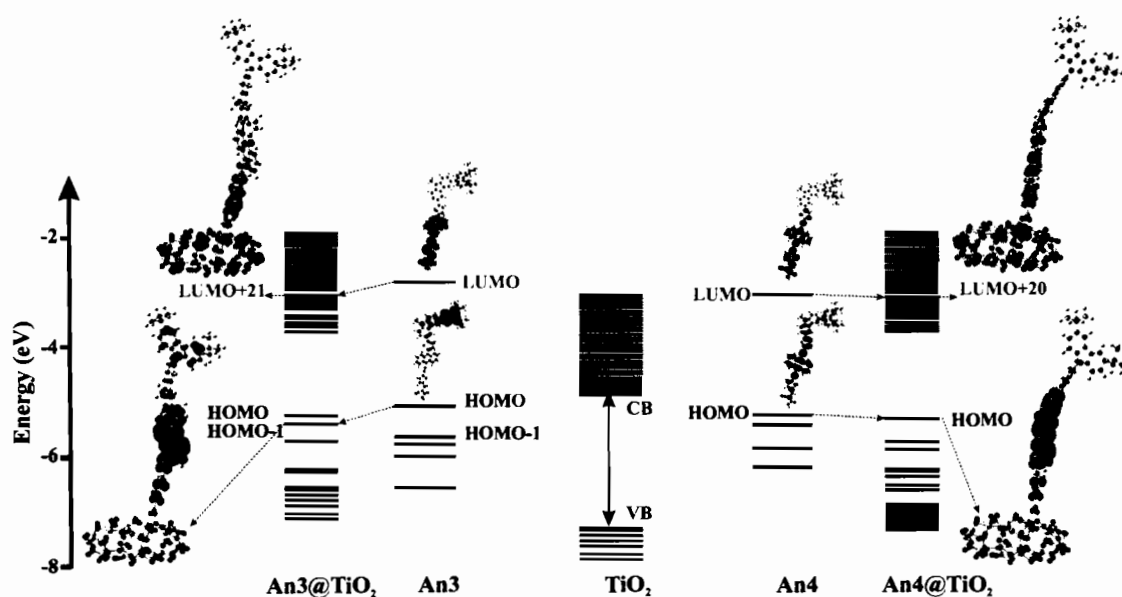 -2
-4
-6
-8
Energy (eV)
LUMO+21
HOMO
HOMO-1
LUMO
HOMO
HOMO-1
CB
VB
LUMO
HOMO
LUMO+20
HOMO
An3@TiO₂
An3
TiO₂
An4
An4@TiO₂